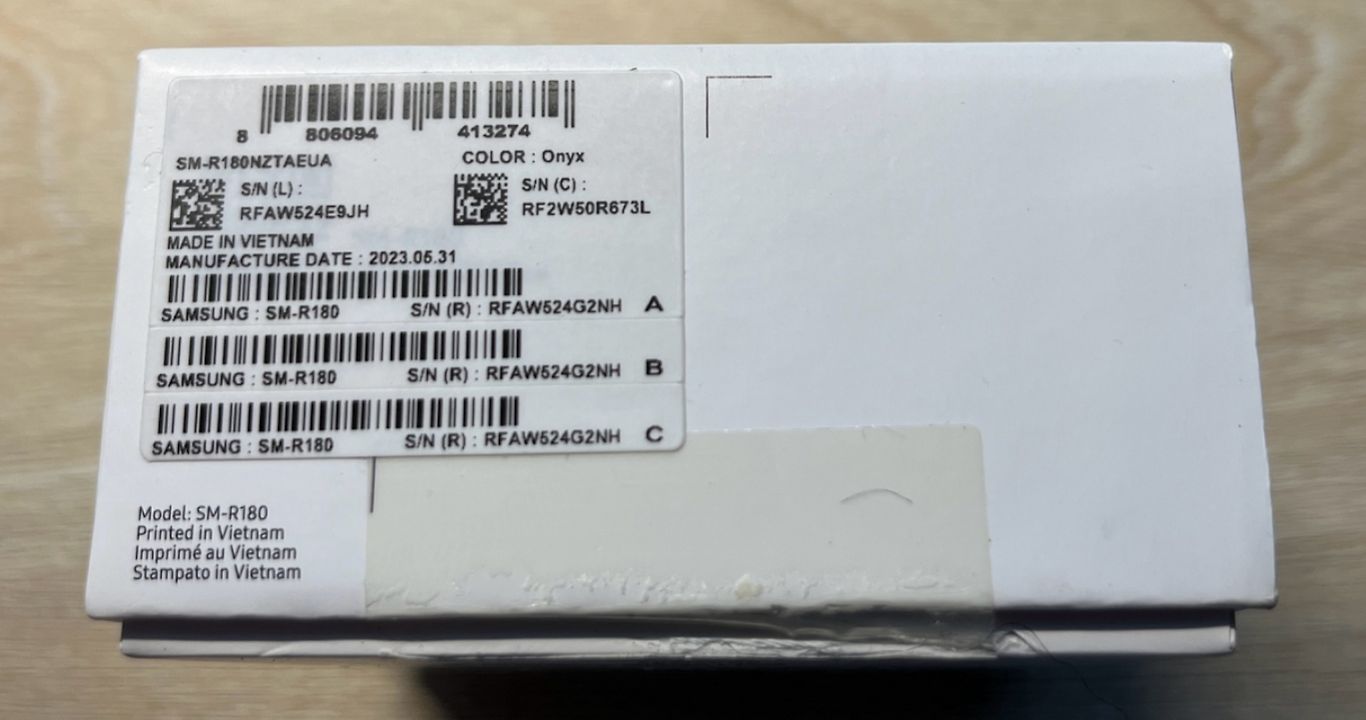 8 806094 413274
SM-R180NZTAEUA COLOR : Onyx
S/N (L) : S/N (C) :
RFAW524E9JH RF2W50R673L
MADE IN VIETNAM
MANUFACTURE DATE : 2023.05.31
SAMSUNG : SM-R180 S/N (R) : RFAW524G2NH A
SAMSUNG : SM-R180 S/N (R) : RFAW524G2NH B
SAMSUNG : SM-R180 S/N (R) : RFAW524G2NH C
Model: SM-R180
Printed in Vietnam
Imprimé au Vietnam
Stampato in Vietnam